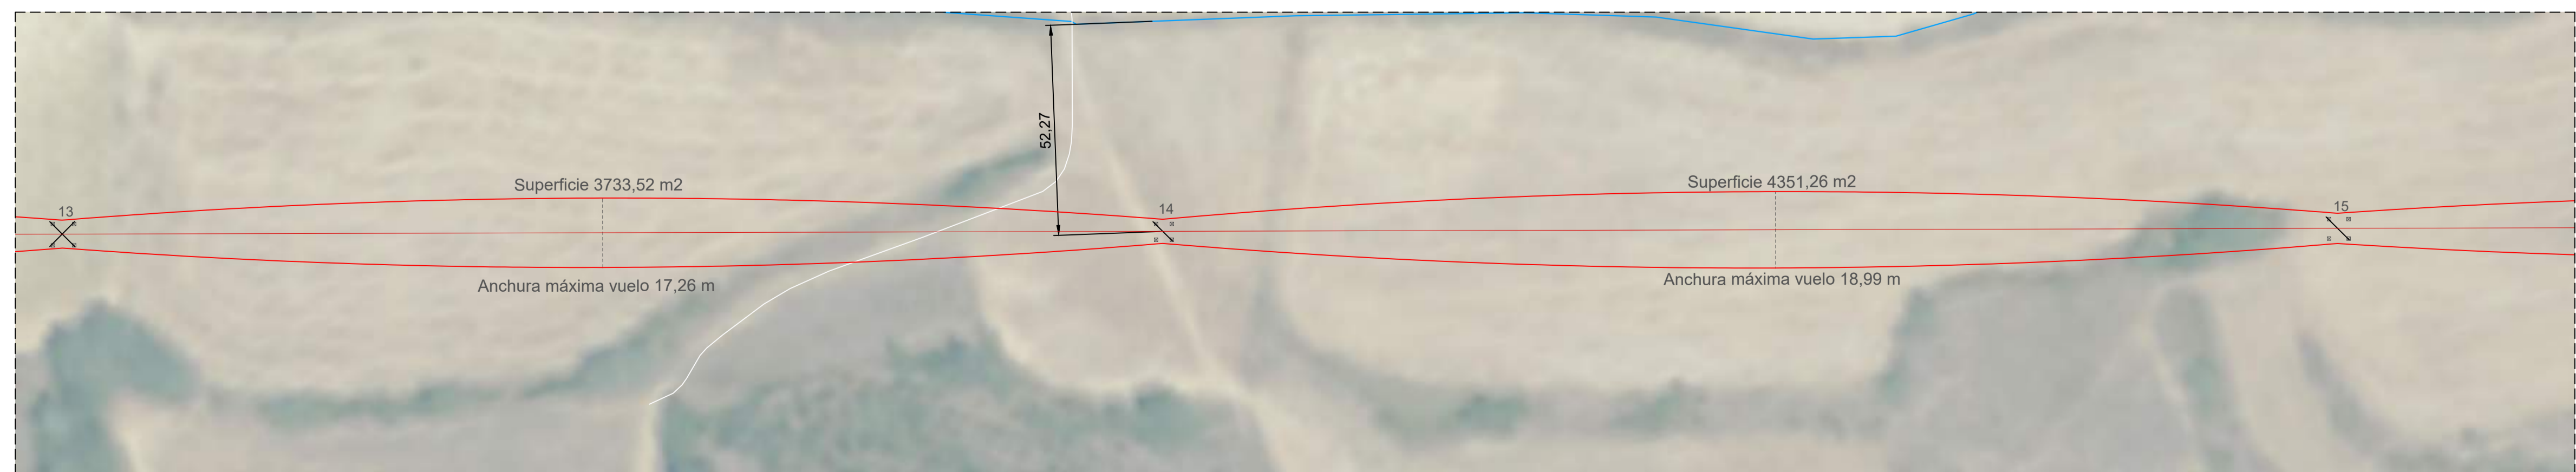 52,27
Superficie 3733,52 m2
Superficie 4351,26 m2
13
14
15
Anchura máxima vuelo 17,26 m
Anchura máxima vuelo 18,99 m